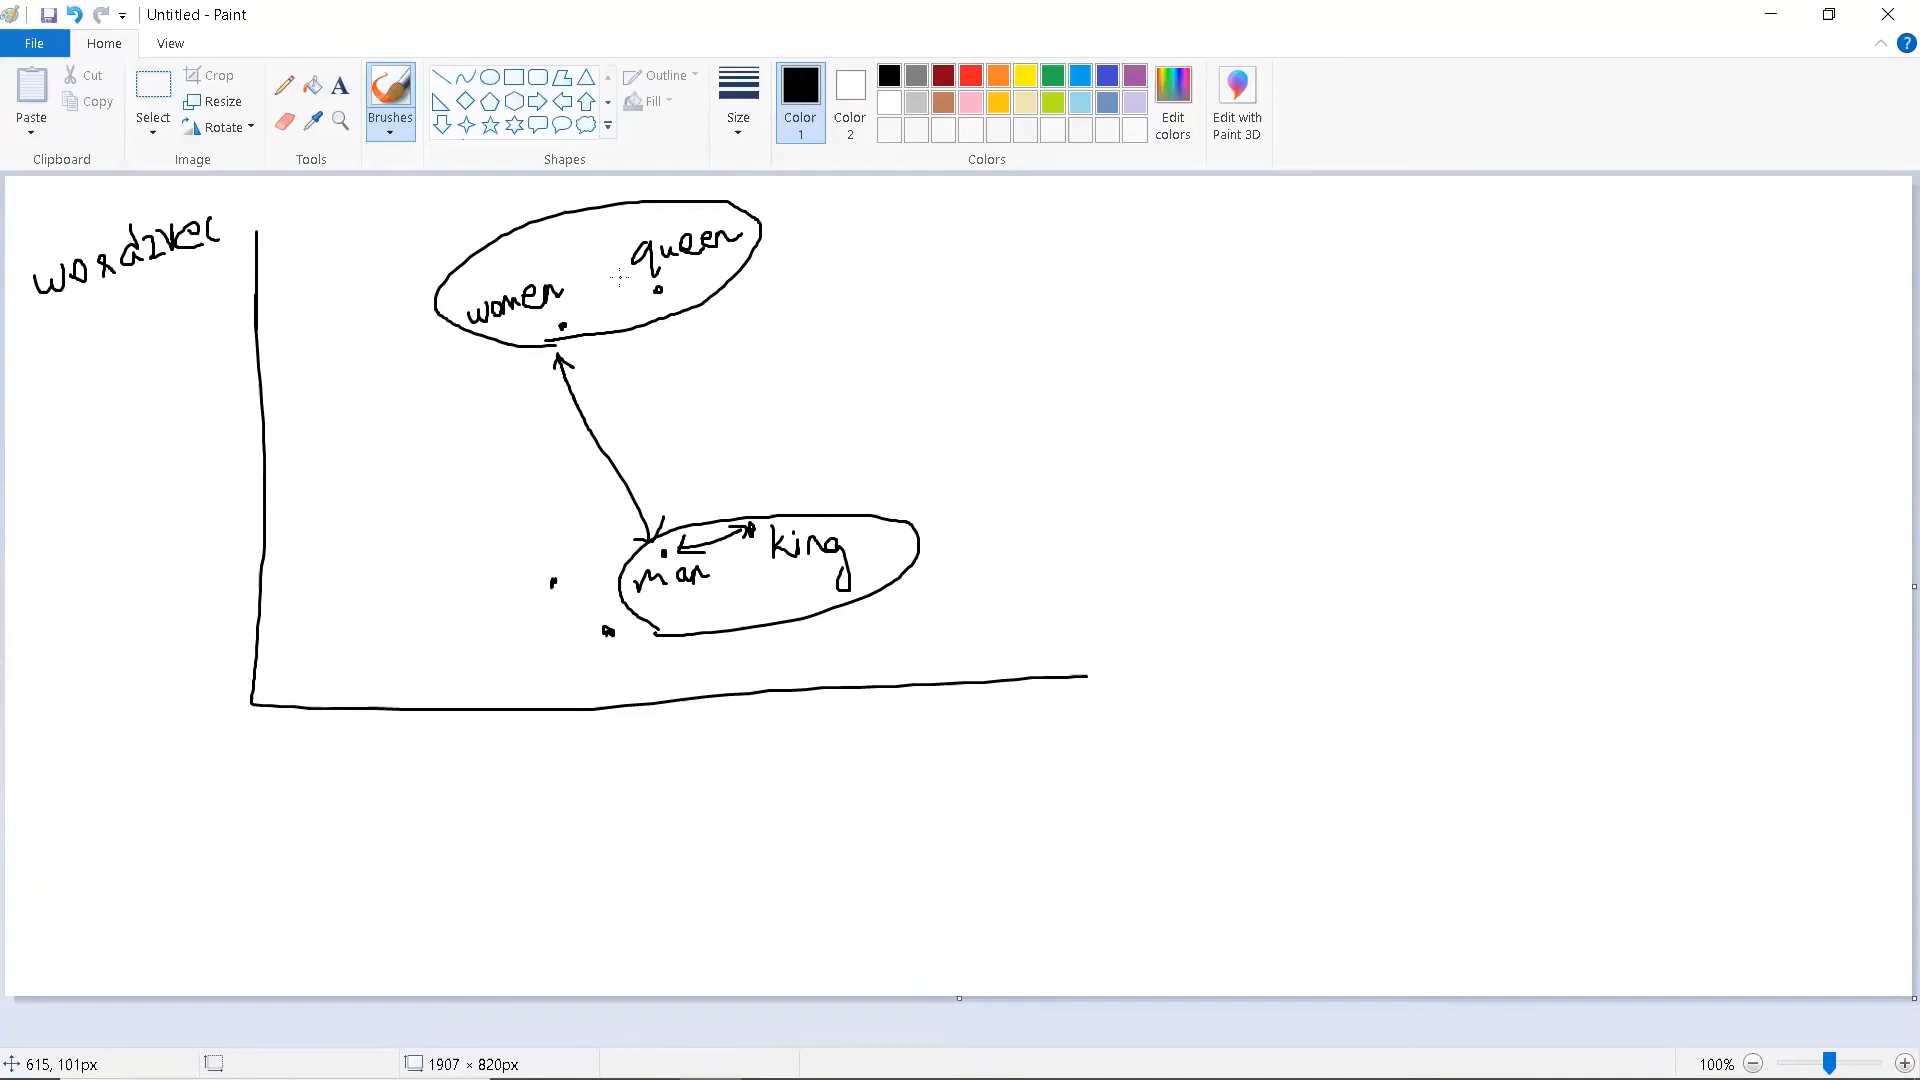 Untitled - Paint
File
Home
View
Paste
Cut
Copy
Clipboard
Select
Crop
Resize
Rotate
Image
Tools
Brushes
Outline
Fill
Shapes
Size
Color
1
Color
2
Colors
Edit
colors
Edit with
Paint 3D
?
word2vec
queen
women
king
man
615, 101px
1907 × 820px
100%